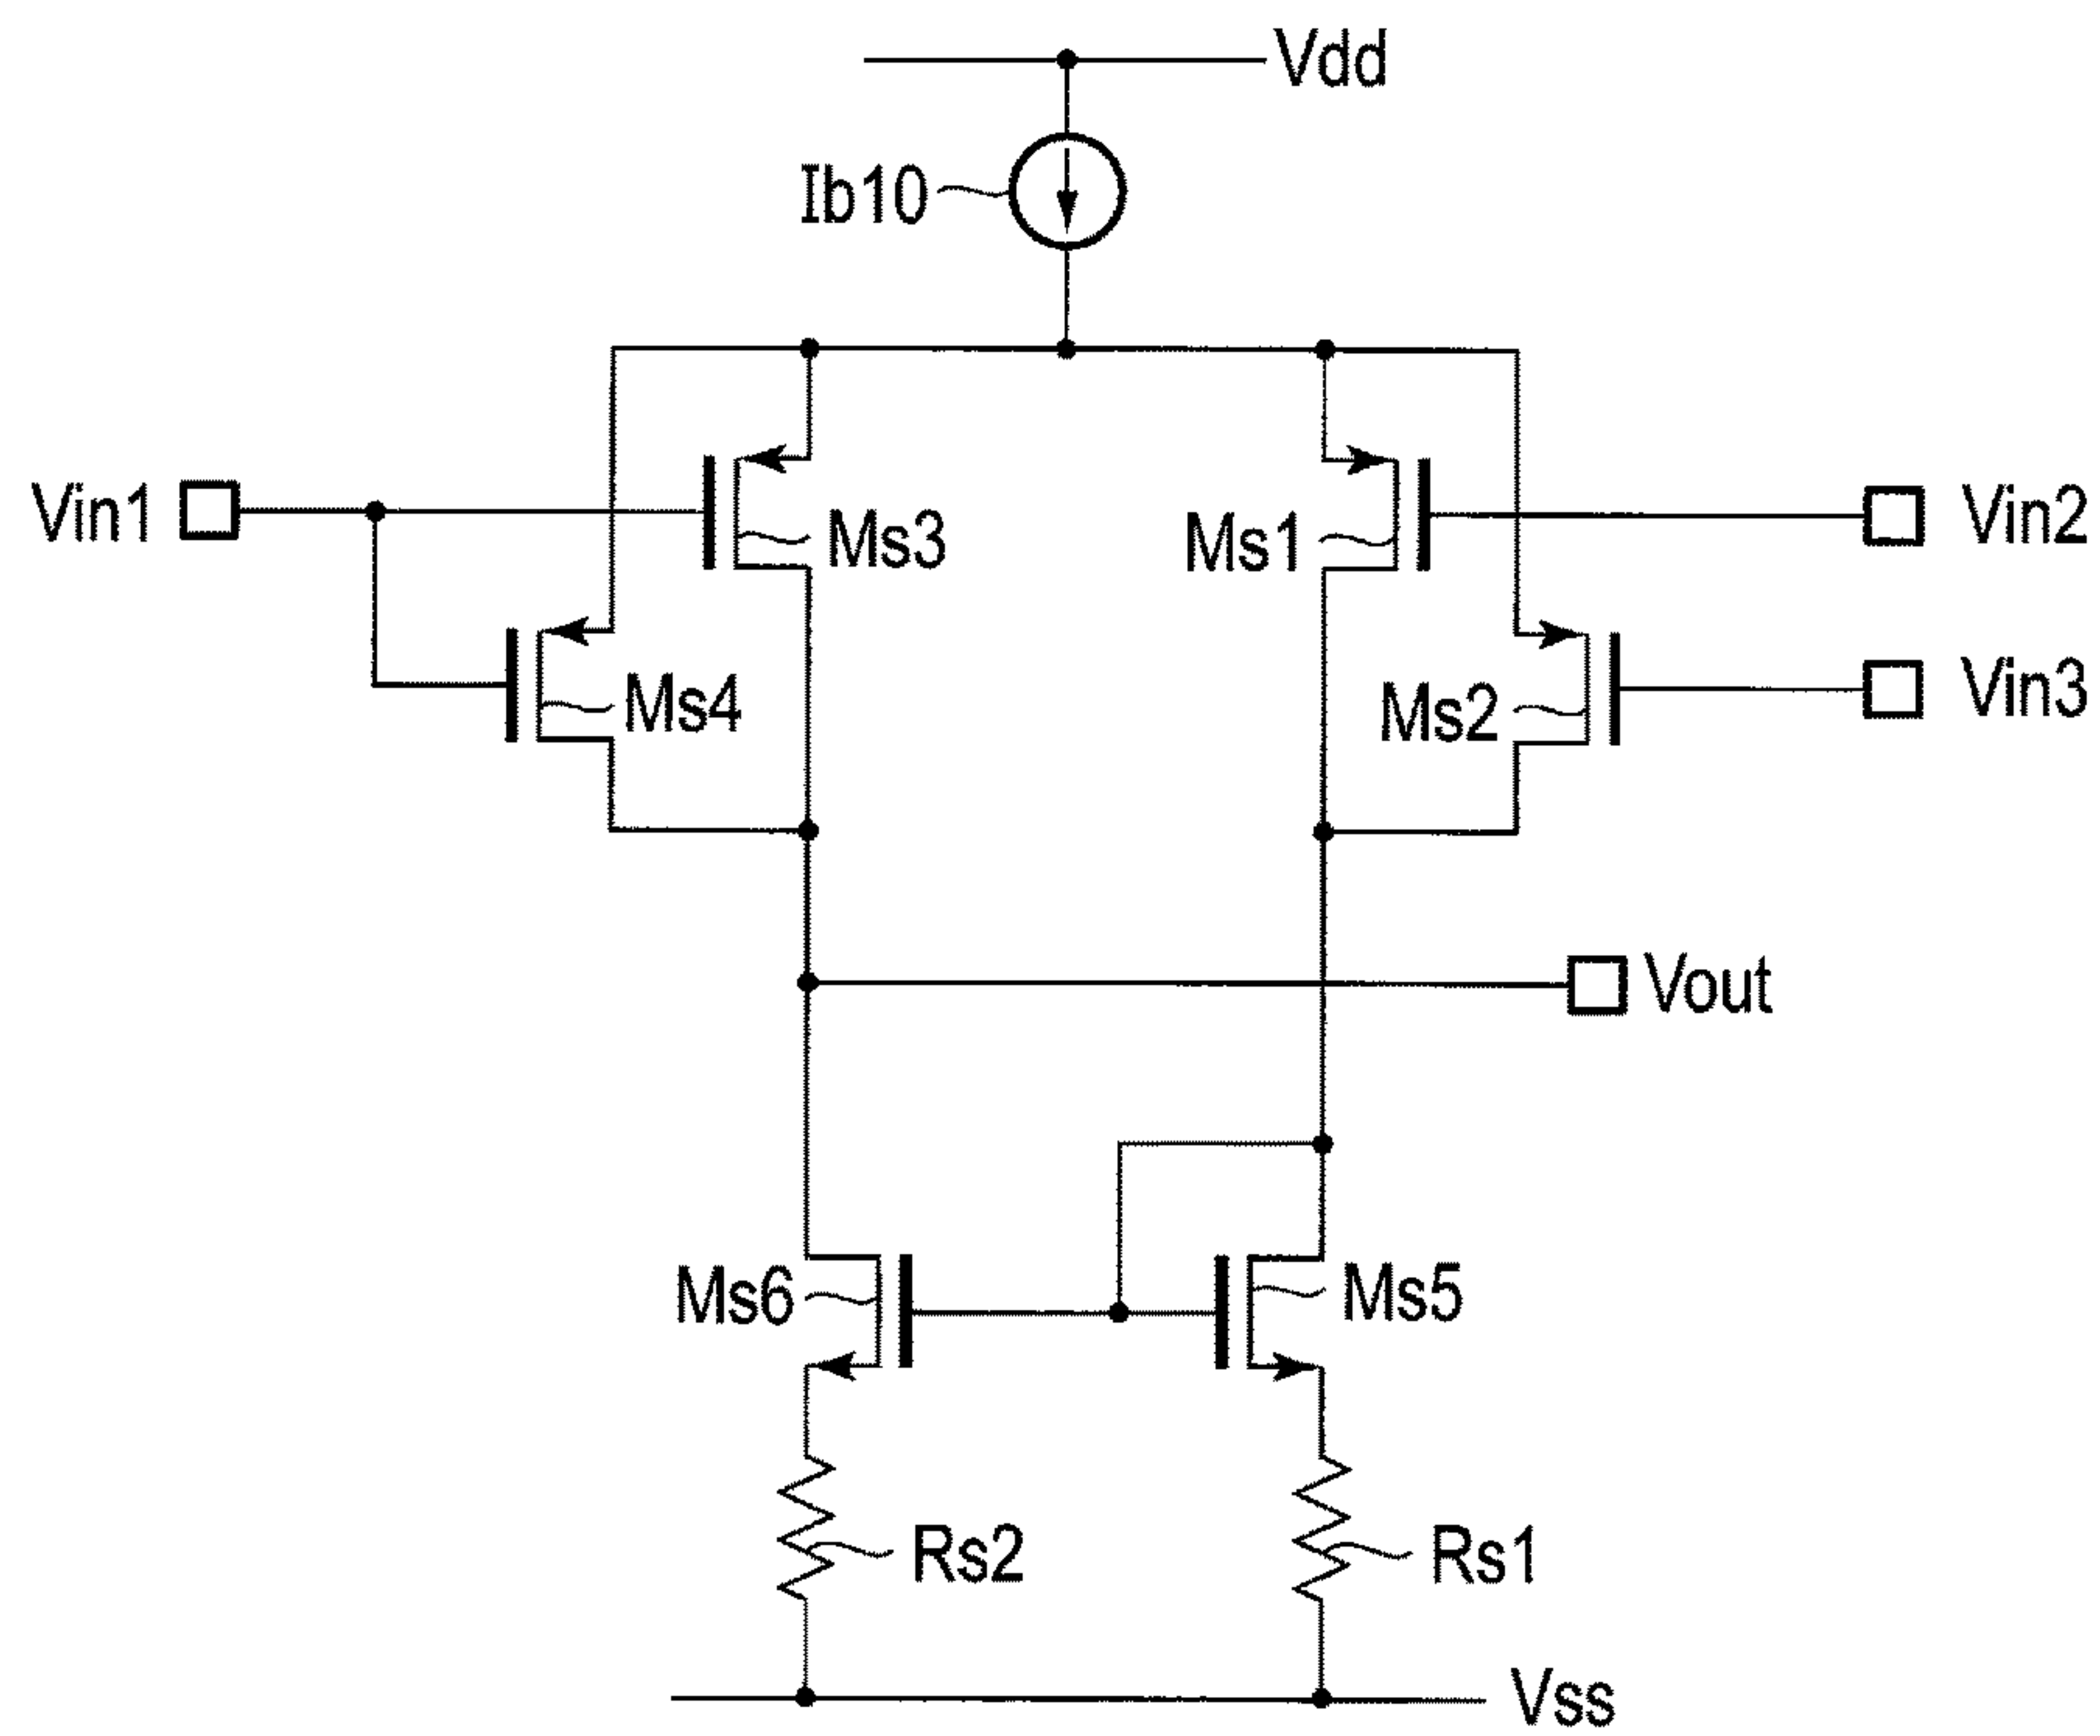 Vdd
Ib10
Vin1
Ms3
Ms1
Vin2
Ms4
Ms2
Vin3
Vout
Ms6
Ms5
Rs2
Rs1
Vss